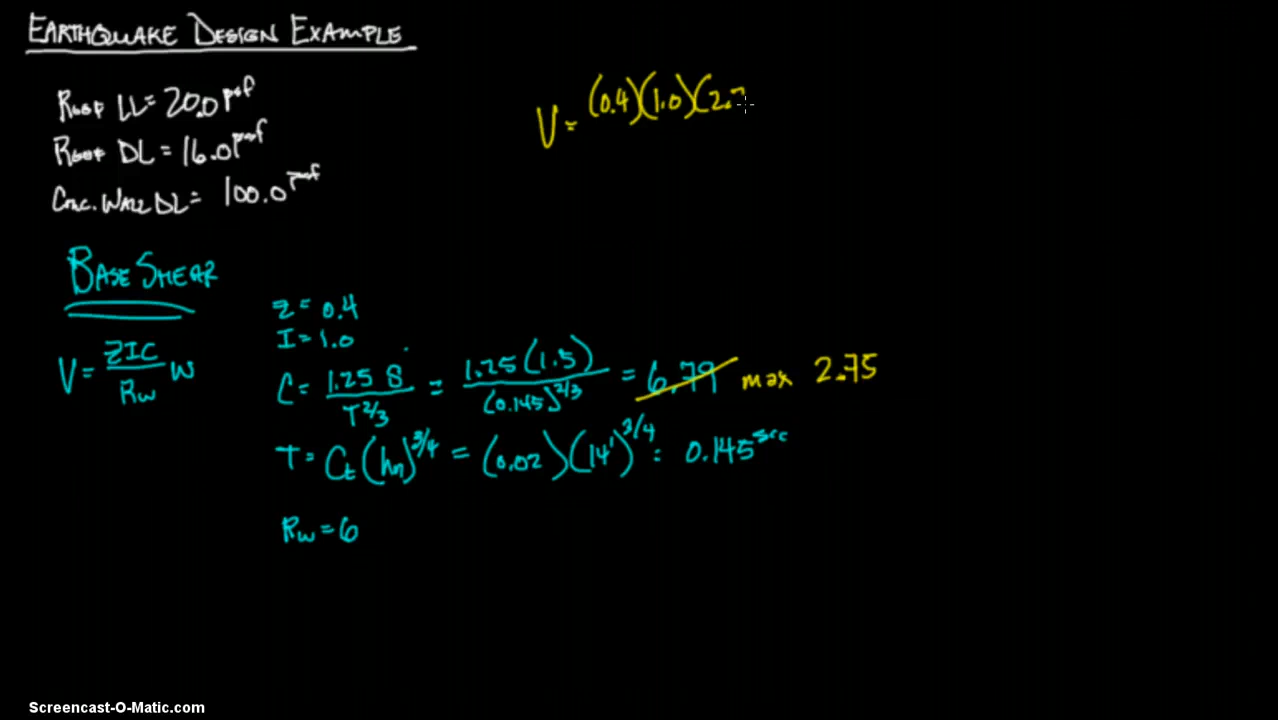 EARTHQUAKE DESIGN EXAMPLE
ROOF LL = 20.0 psf
ROOF DL = 16.0 psf
CONC. WALL DL = 100.0 psf
V = (0.4)(1.0)(2.7
BASE SHEAR
V = ZIC/Rw W
Z = 0.4
I = 1.0
C = 1.25 S / T^2/3 = 1.25(1.5) / (0.145)^2/3 = 6.79 max 2.75
T = Ct(hn)^3/4 = (0.02)(14')^3/4 = 0.145 sec
Rw = 6
Screencast-O-Matic.com